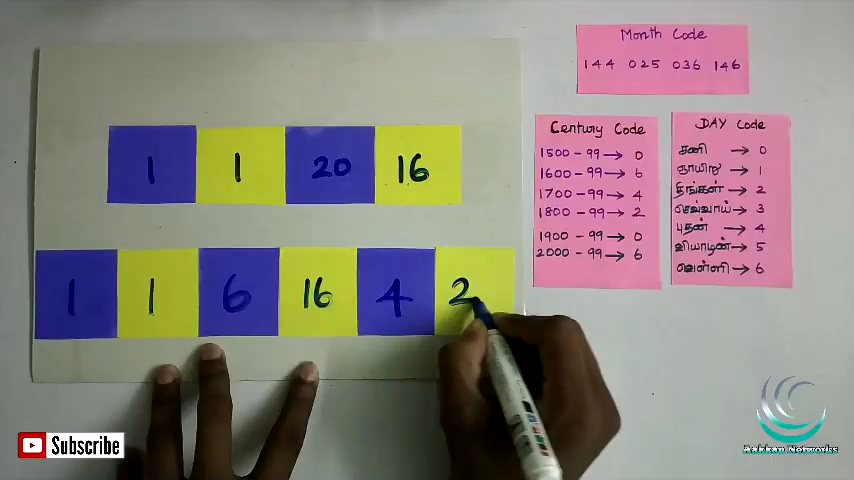 Month Code
144 025 036 146
Century Code
1500 - 99 → 0
1600 - 99 → 6
1700 - 99 → 4
1800 - 99 → 2
1900 - 99 → 0
2000 - 99 → 6
DAY Code
சனி → 0
ஞாயிறு → 1
திங்கள் → 2
செவ்வாய் → 3
புதன் → 4
வியாழன் → 5
வெள்ளி → 6
1 1 20 16
1 1 6 16 4 2
Subscribe
Dakkan Networks